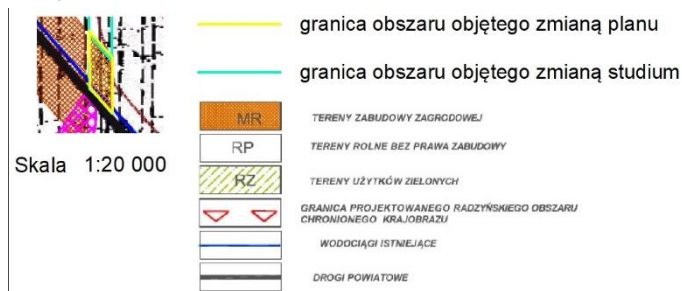 granica obszaru objętego zmianą planu
granica obszaru objętego zmianą studium
Skala 1:20 000
MR TERENY ZABUDOWY ZAGRODOWEJ
RP TERENY ROLNE BEZ PRAWA ZABUDOWY
RZ TERENY UŻYTKÓW ZIELONYCH
GRANICA PROJEKTOWANEGO RADZYŃSKIEGO OBSZARU
CHRONIONEGO KRAJOBRAZU
WODOCIĄGI ISTNIEJĄCE
DROGI POWIATOWE